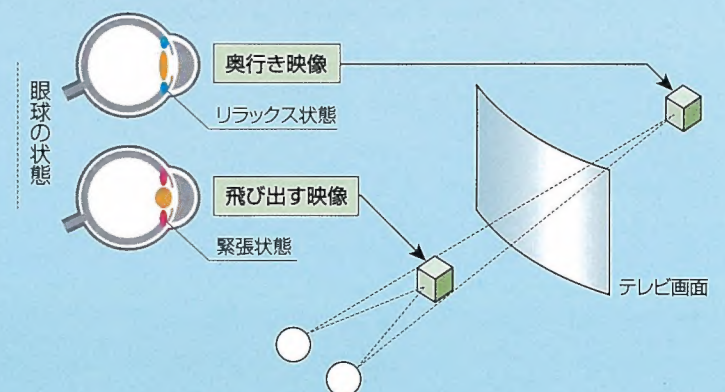 眼球の状態
奥行き映像
リラックス状態
飛び出す映像
緊張状態
テレビ画面